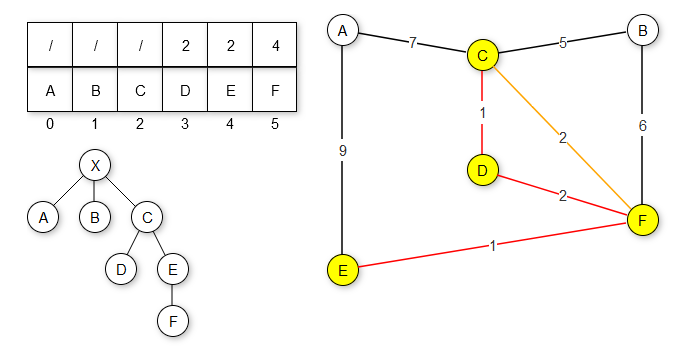 / / / 2 2 4
A B C D E F
0 1 2 3 4 5
X
A B C
D E
F
A B
7 5
C
1 2
9 6
D
2
F
1
E